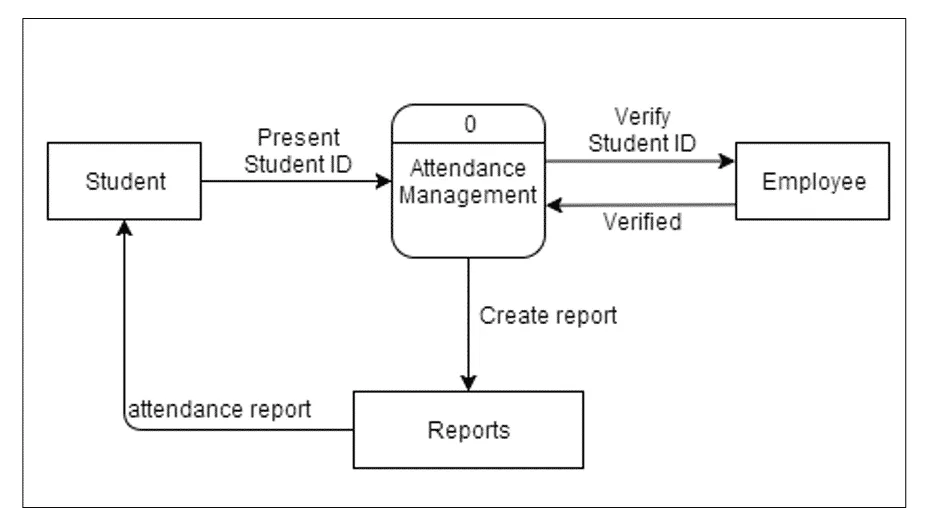 Present
Student ID
0
Attendance
Management
Verify
Student ID
Student
Employee
Verified
Create report
attendance report
Reports